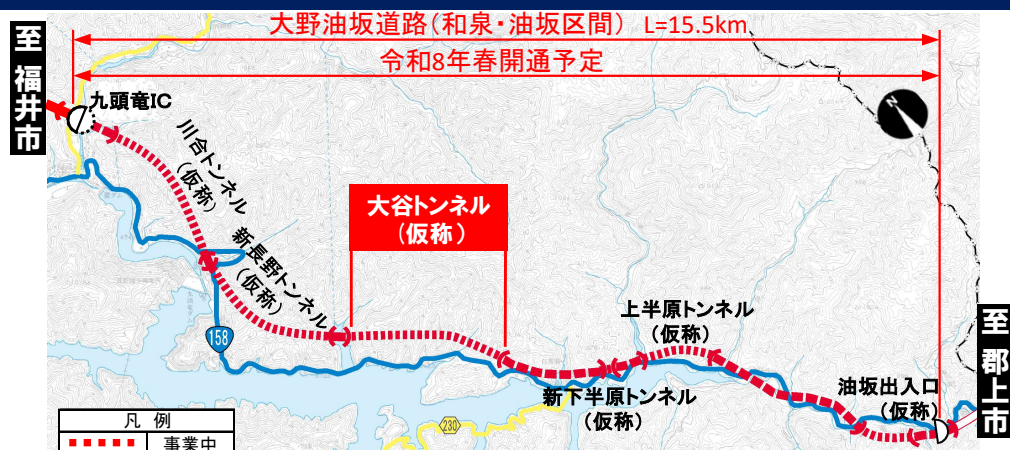 大野油坂道路(和泉・油坂区間) L=15.5km
令和8年春開通予定
至 福井市
九頭竜IC
川合トンネル
(仮称)
新長野トンネル
(仮称)
大谷トンネル
(仮称)
158
上半原トンネル
(仮称)
新下半原トンネル
(仮称)
油坂出入口
(仮称)
至 郡上市
230
N
凡 例
事業中